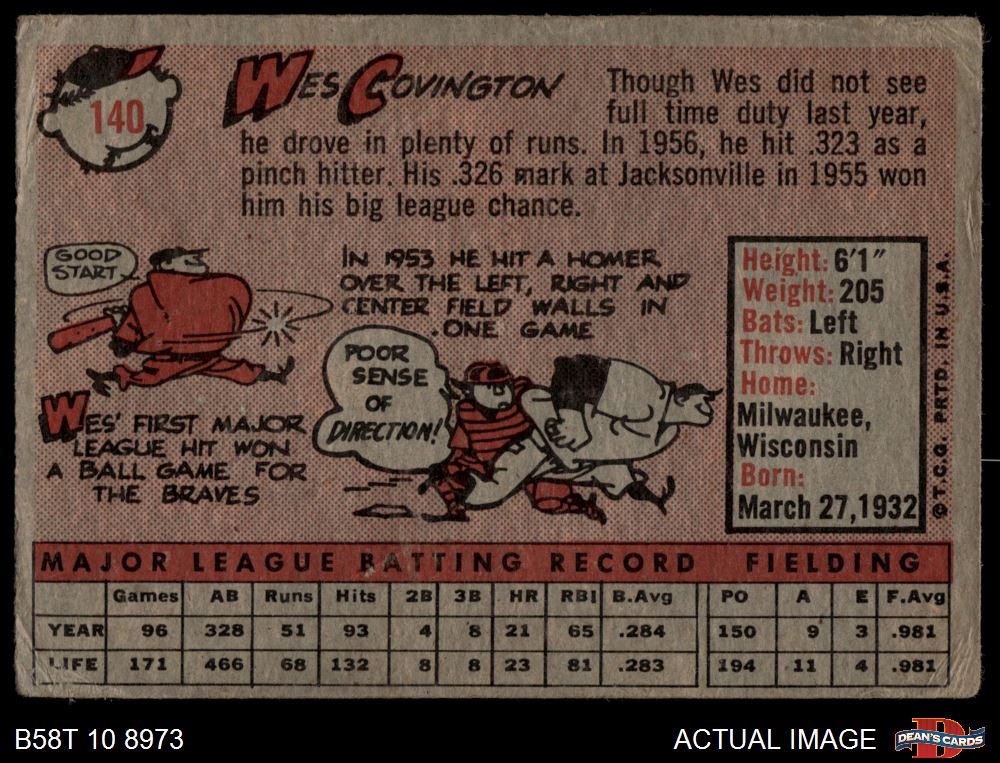 140
WES COVINGTON
Though Wes did not see
full time duty last year,
he drove in plenty of runs. In 1956, he hit .323 as a
pinch hitter. His .326 mark at Jacksonville in 1955 won
him his big league chance.
GOOD
START
WES' FIRST MAJOR
LEAGUE HIT WON
A BALL GAME FOR
THE BRAVES
IN 1953 HE HIT A HOMER
OVER THE LEFT, RIGHT AND
CENTER FIELD WALLS IN
ONE GAME
POOR
SENSE
OF
DIRECTION!
Height: 6'1"
Weight: 205
Bats: Left
Throws: Right
Home:
Milwaukee,
Wisconsin
Born:
March 27, 1932
© T.C.G. PRTD. IN U.S.A.
MAJOR LEAGUE BATTING RECORD FIELDING
Games AB Runs Hits 2B 3B HR RBI B.Avg PO A E F.Avg
YEAR 96 328 51 93 4 8 21 65 .284 150 9 3 .981
LIFE 171 466 68 132 8 8 23 81 .283 194 11 4 .981
B58T 10 8973 ACTUAL IMAGE DEAN'S CARDS